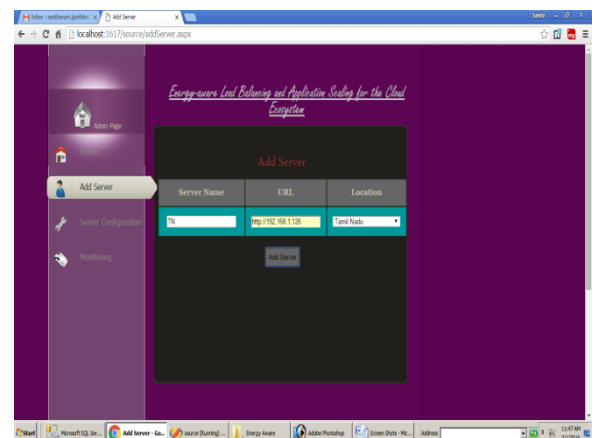 Add Server
Sandy
localhost:1617/source/addServer.aspx
Energy-aware Load Balancing and Application Scaling for the Cloud
Ecosystem
Admin Page
Home
Add Server
Server Configuration
Monitoring
Add Server
Server Name URL Location
TN http://192.168.1.126 Tamil Nadu
Add Server
Start Microsoft SQL Ser... Add Server - Go... source (Running) ... Energy Aware Adobe Photoshop Screen Shots - Mic... Address 11:47 AM